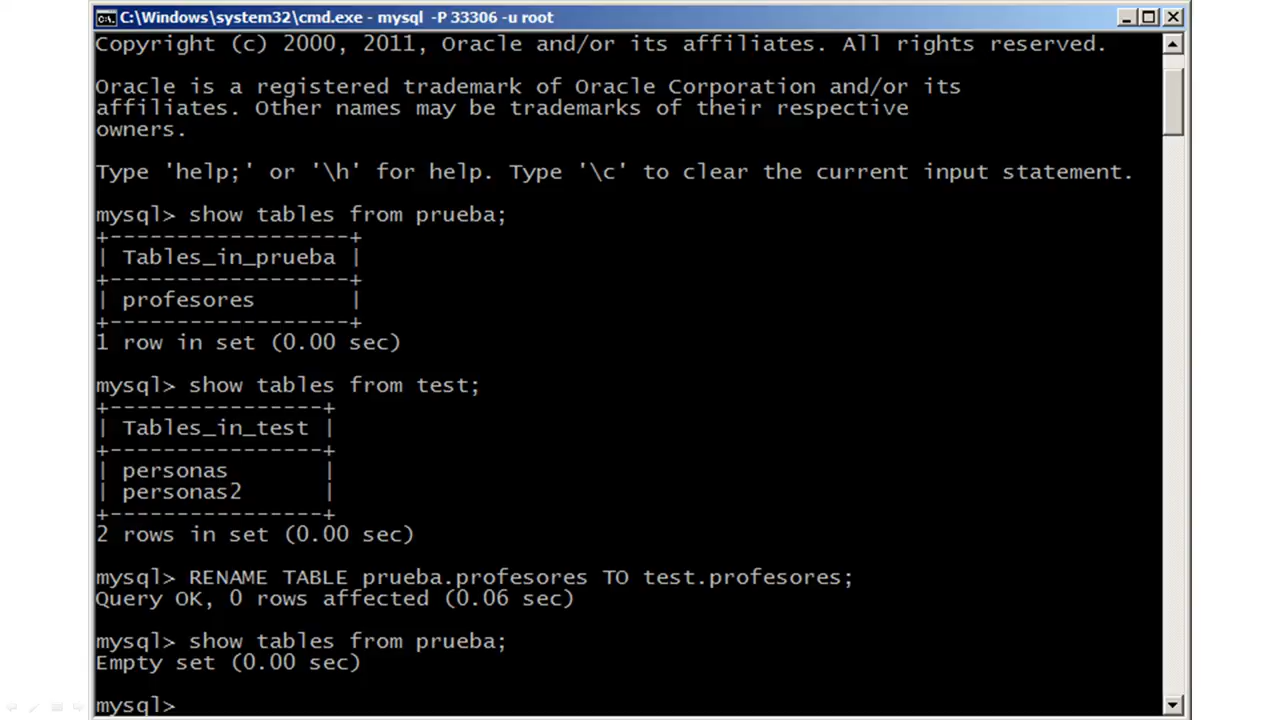 C:\Windows\system32\cmd.exe - mysql -P 33306 -u root
Copyright (c) 2000, 2011, Oracle and/or its affiliates. All rights reserved.
Oracle is a registered trademark of Oracle Corporation and/or its
affiliates. Other names may be trademarks of their respective
owners.
Type 'help;' or '\h' for help. Type '\c' to clear the current input statement.
mysql> show tables from prueba;
+------------------+
| Tables_in_prueba |
+------------------+
| profesores       |
+------------------+
1 row in set (0.00 sec)
mysql> show tables from test;
+----------------+
| Tables_in_test |
+----------------+
| personas       |
| personas2      |
+----------------+
2 rows in set (0.00 sec)
mysql> RENAME TABLE prueba.profesores TO test.profesores;
Query OK, 0 rows affected (0.06 sec)
mysql> show tables from prueba;
Empty set (0.00 sec)
mysql>